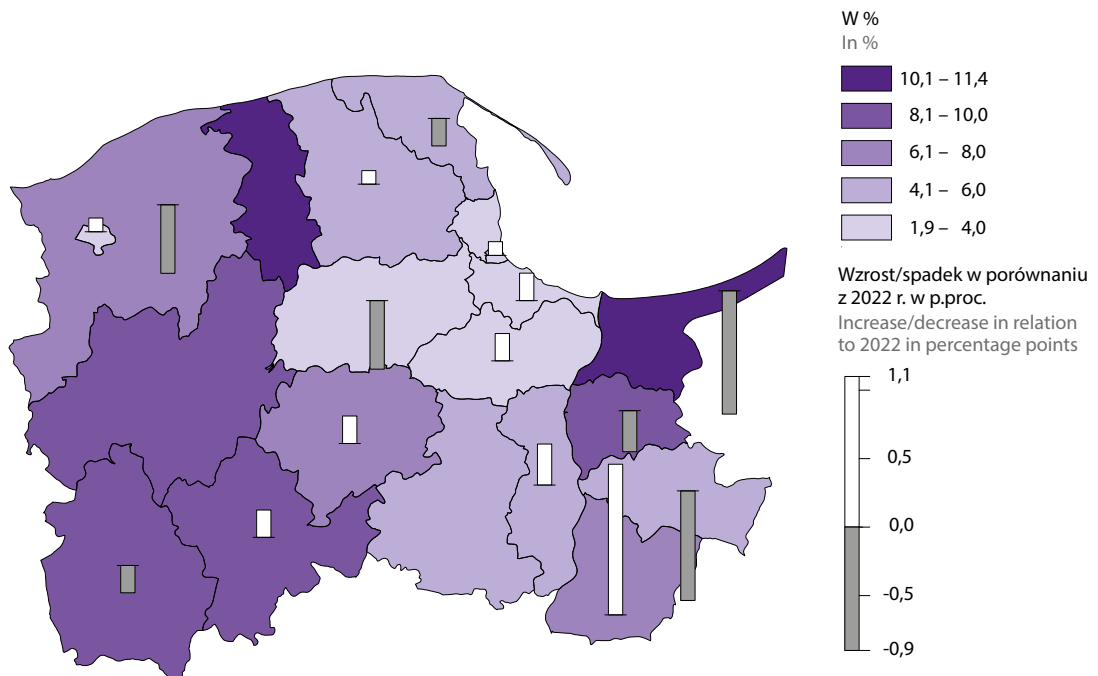 W %
In %
10,1 – 11,4
8,1 – 10,0
6,1 – 8,0
4,1 – 6,0
1,9 – 4,0
Wzrost/spadek w porównaniu
z 2022 r. w p.proc.
Increase/decrease in relation
to 2022 in percentage points
1,1
0,5
0,0
-0,5
-0,9